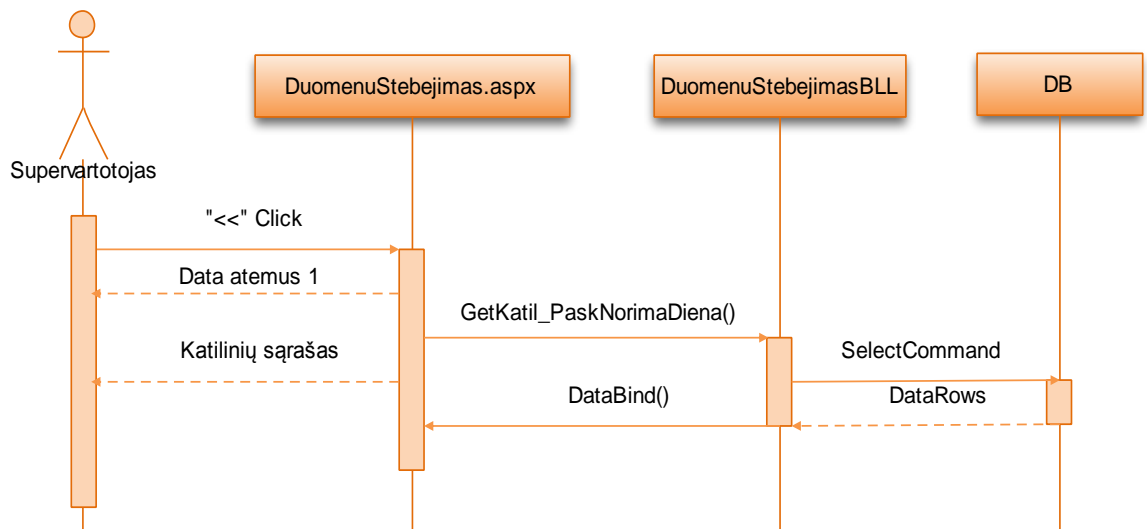 DuomenuStebejimas.aspx
DuomenuStebejimasBLL
DB
Supervartotojas
"<<" Click
Data atemus 1
GetKatil_PaskNorimaDiena()
Katilinių sąrašas
SelectCommand
DataBind()
DataRows